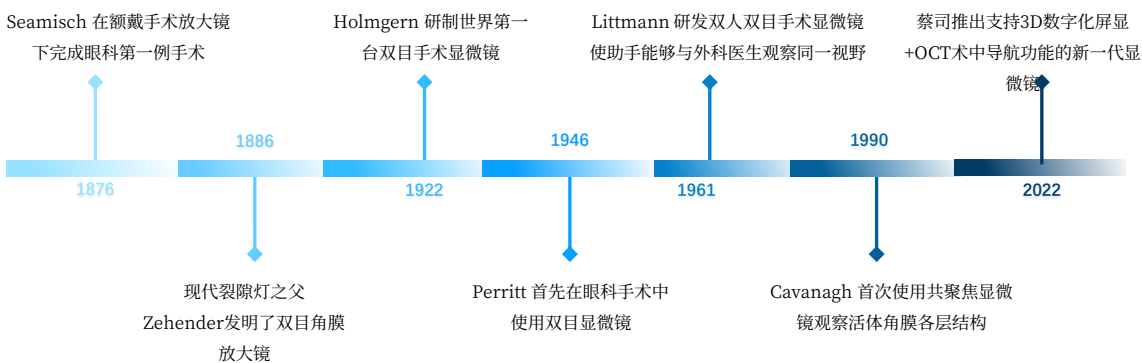 Seamisch 在额戴手术放大镜
下完成眼科第一例手术
1876
1886
现代裂隙灯之父
Zehender发明了双目角膜
放大镜
Holmgern 研制世界第一
台双目手术显微镜
1922
1946
Perritt 首先在眼科手术中
使用双目显微镜
Littmann 研发双人双目手术显微镜
使助手能够与外科医生观察同一视野
1961
1990
Cavanagh 首次使用共聚焦显微
镜观察活体角膜各层结构
蔡司推出支持3D数字化屏显
+OCT术中导航功能的新一代显
微镜
2022